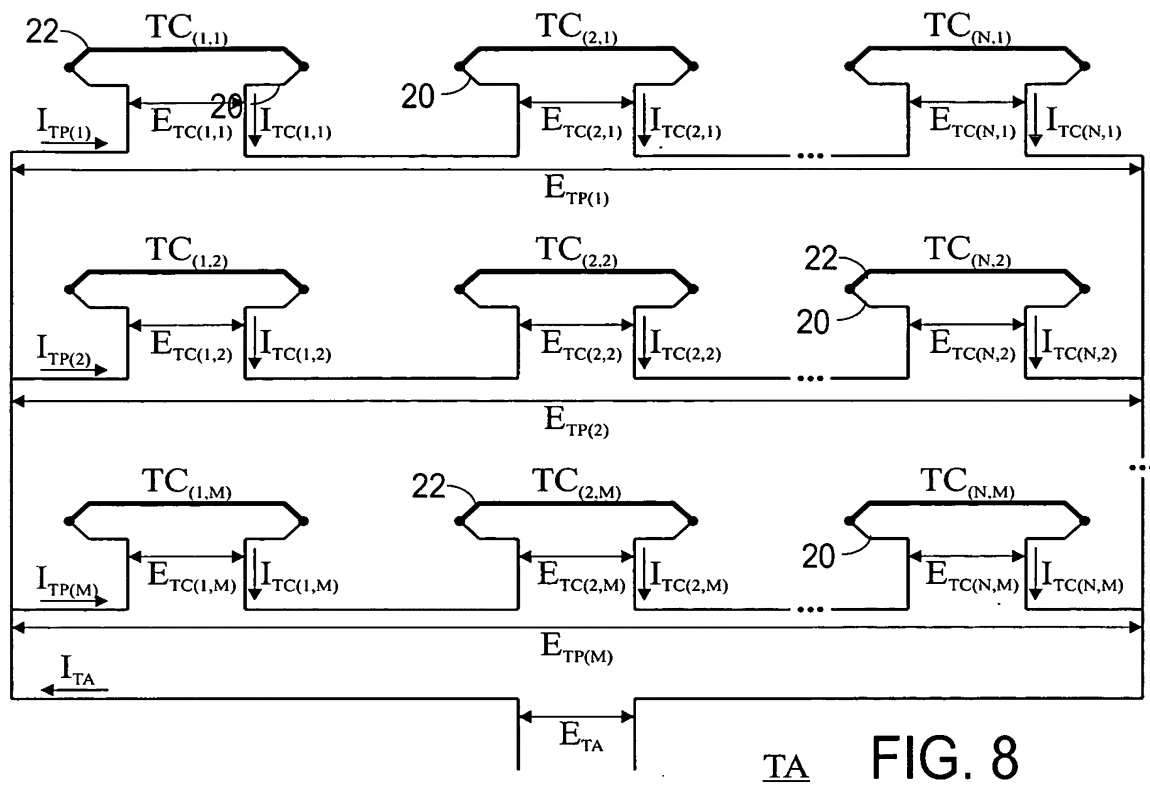 22 TC(1,1) TC(2,1) TC(N,1)
20 20
ITP(1) ETC(1,1) ITC(1,1) ETC(2,1) ITC(2,1) ETC(N,1) ITC(N,1)
...
ETP(1)
TC(1,2) TC(2,2) 22 TC(N,2)
20
ITP(2) ETC(1,2) ITC(1,2) ETC(2,2) ITC(2,2) ETC(N,2) ITC(N,2)
...
ETP(2)
...
TC(1,M) 22 TC(2,M) TC(N,M)
20
ITP(M) ETC(1,M) ITC(1,M) ETC(2,M) ITC(2,M) ETC(N,M) ITC(N,M)
...
ETP(M)
ITA
ETA
TA FIG. 8